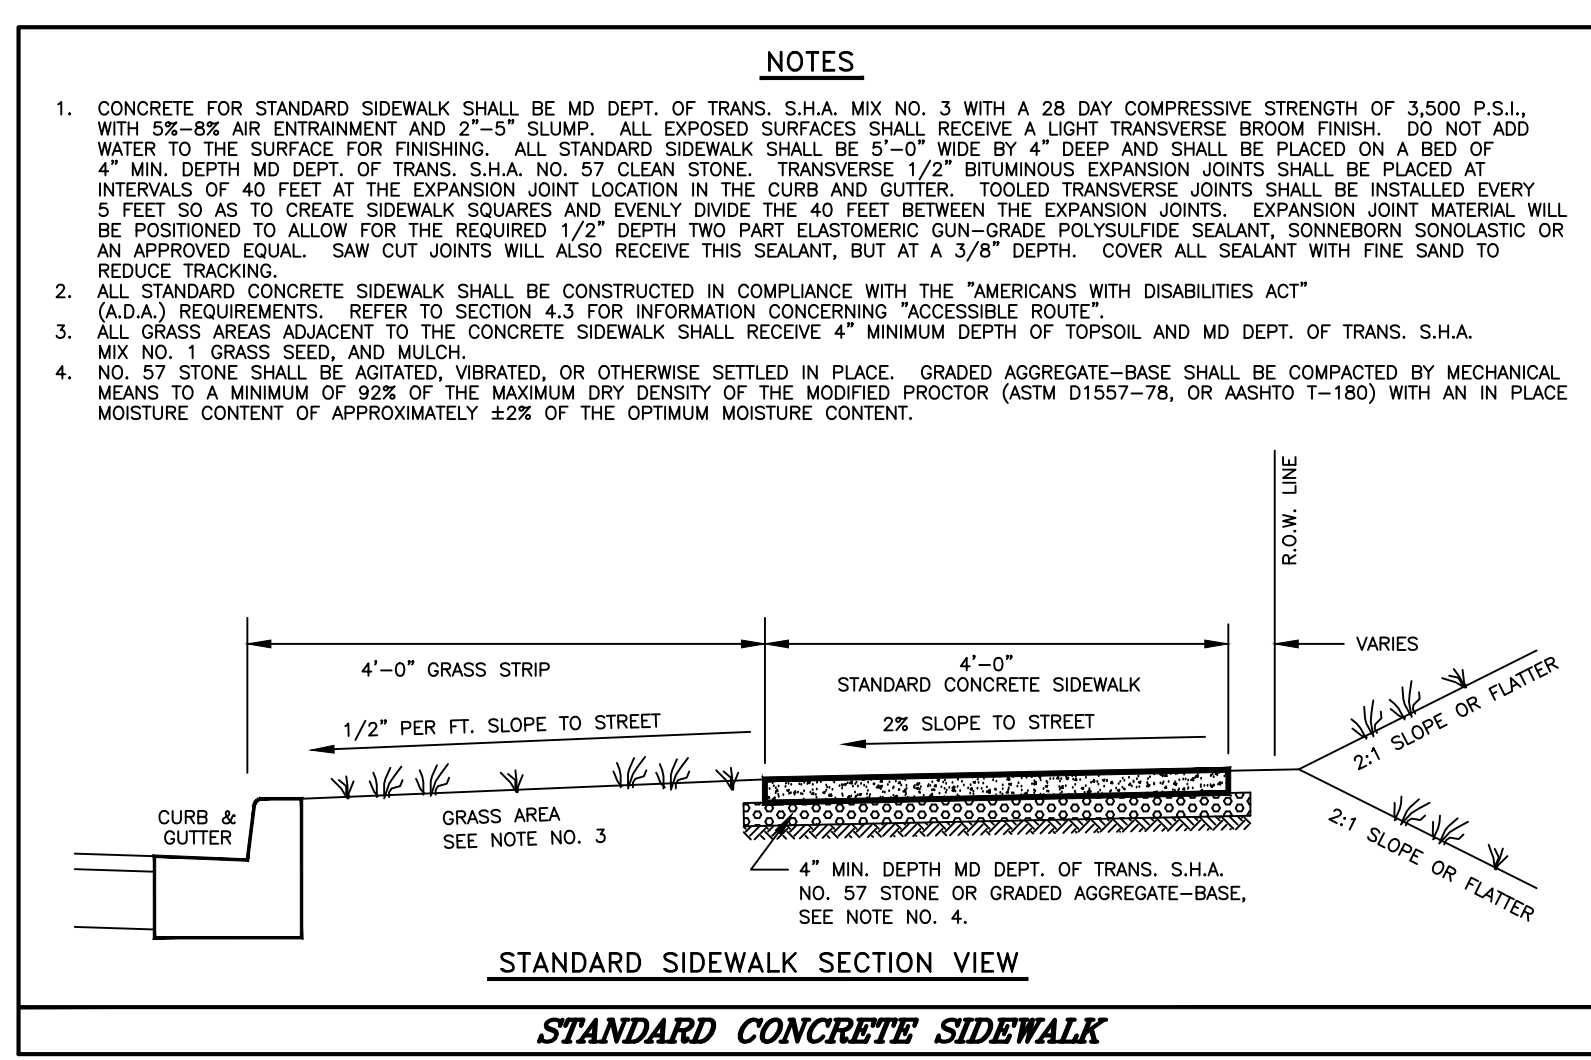 NOTES
1. CONCRETE FOR STANDARD SIDEWALK SHALL BE MD DEPT. OF TRANS. S.H.A. MIX NO. 3 WITH A 28 DAY COMPRESSIVE STRENGTH OF 3,500 P.S.I.,
WITH 5%-8% AIR ENTRAINMENT AND 2"-5" SLUMP. ALL EXPOSED SURFACES SHALL RECEIVE A LIGHT TRANSVERSE BROOM FINISH. DO NOT ADD
WATER TO THE SURFACE FOR FINISHING. ALL STANDARD SIDEWALK SHALL BE 5'-0" WIDE BY 4" DEEP AND SHALL BE PLACED ON A BED OF
4" MIN. DEPTH MD DEPT. OF TRANS. S.H.A. NO. 57 CLEAN STONE. TRANSVERSE 1/2" BITUMINOUS EXPANSION JOINTS SHALL BE PLACED AT
INTERVALS OF 40 FEET AT THE EXPANSION JOINT LOCATION IN THE CURB AND GUTTER. TOOLED TRANSVERSE JOINTS SHALL BE INSTALLED EVERY
5 FEET SO AS TO CREATE SIDEWALK SQUARES AND EVENLY DIVIDE THE 40 FEET BETWEEN THE EXPANSION JOINTS. EXPANSION JOINT MATERIAL WILL
BE POSITIONED TO ALLOW FOR THE REQUIRED 1/2" DEPTH TWO PART ELASTOMERIC GUN-GRADE POLYSULFIDE SEALANT, SONNEBORN SONOLASTIC OR
AN APPROVED EQUAL. SAW CUT JOINTS WILL ALSO RECEIVE THIS SEALANT, BUT AT A 3/8" DEPTH. COVER ALL SEALANT WITH FINE SAND TO
REDUCE TRACKING.
2. ALL STANDARD CONCRETE SIDEWALK SHALL BE CONSTRUCTED IN COMPLIANCE WITH THE "AMERICANS WITH DISABILITIES ACT"
(A.D.A.) REQUIREMENTS. REFER TO SECTION 4.3 FOR INFORMATION CONCERNING "ACCESSIBLE ROUTE".
3. ALL GRASS AREAS ADJACENT TO THE CONCRETE SIDEWALK SHALL RECEIVE 4" MINIMUM DEPTH OF TOPSOIL AND MD DEPT. OF TRANS. S.H.A.
MIX NO. 1 GRASS SEED, AND MULCH.
4. NO. 57 STONE SHALL BE AGITATED, VIBRATED, OR OTHERWISE SETTLED IN PLACE. GRADED AGGREGATE-BASE SHALL BE COMPACTED BY MECHANICAL
MEANS TO A MINIMUM OF 92% OF THE MAXIMUM DRY DENSITY OF THE MODIFIED PROCTOR (ASTM D1557-78, OR AASHTO T-180) WITH AN IN PLACE
MOISTURE CONTENT OF APPROXIMATELY ±2% OF THE OPTIMUM MOISTURE CONTENT.
R.O.W. LINE
VARIES
4'-0" GRASS STRIP
4'-0"
STANDARD CONCRETE SIDEWALK
1/2" PER FT. SLOPE TO STREET
2% SLOPE TO STREET
2:1 SLOPE OR FLATTER
CURB &
GUTTER
GRASS AREA
SEE NOTE NO. 3
2:1 SLOPE OR FLATTER
4" MIN. DEPTH MD DEPT. OF TRANS. S.H.A.
NO. 57 STONE OR GRADED AGGREGATE-BASE,
SEE NOTE NO. 4.
STANDARD SIDEWALK SECTION VIEW
STANDARD CONCRETE SIDEWALK